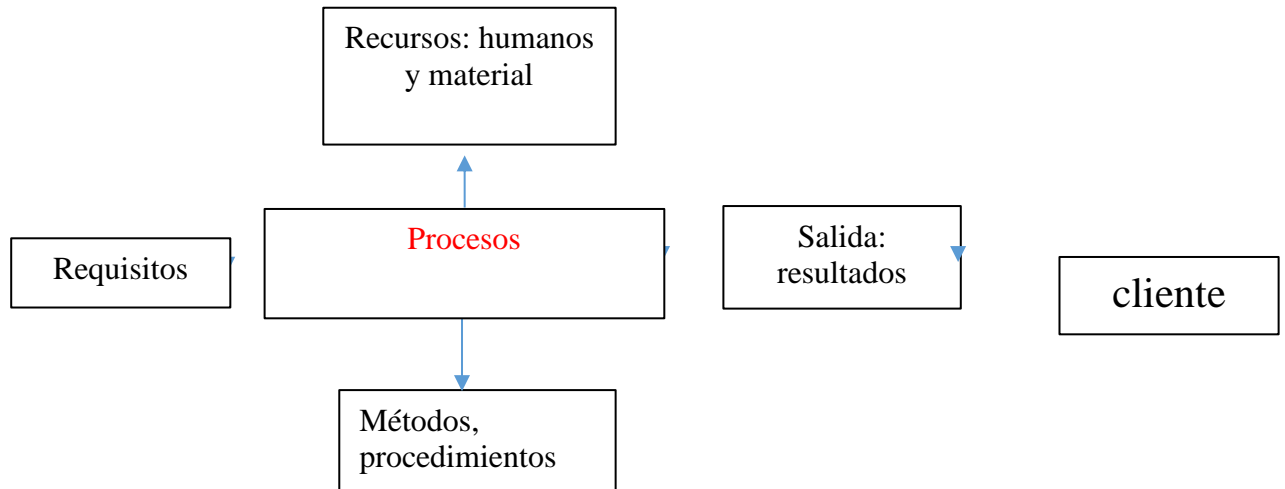 Recursos: humanos
y material
Procesos
Salida:
resultados
Requisitos
cliente
Métodos,
procedimientos